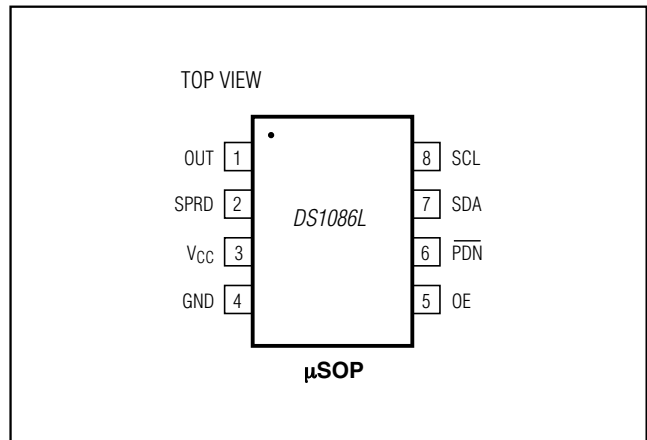 TOP VIEW
OUT 1
SPRD 2
VCC 3
GND 4
DS1086L
8 SCL
7 SDA
6 P̅D̅N̅
5 OE
μSOP